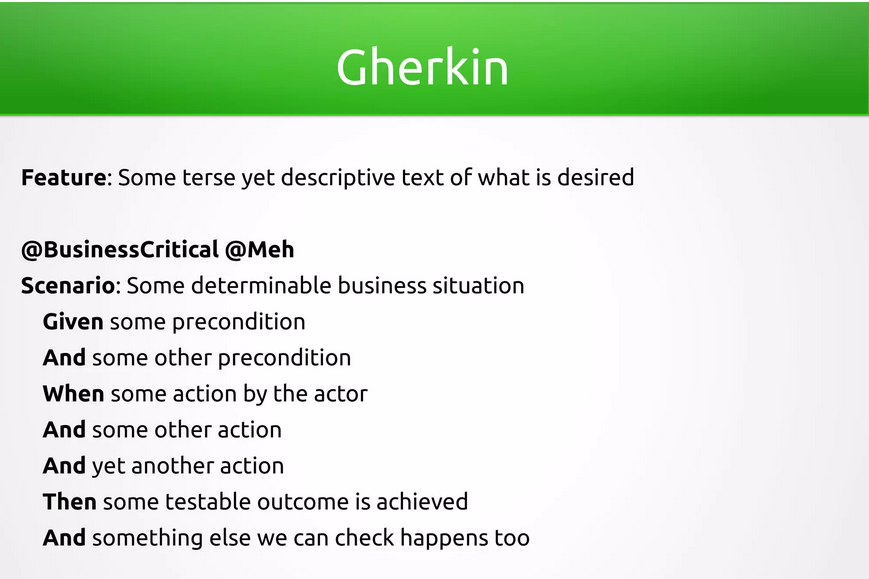 Gherkin
Feature: Some terse yet descriptive text of what is desired
@BusinessCritical @Meh
Scenario: Some determinable business situation
Given some precondition
And some other precondition
When some action by the actor
And some other action
And yet another action
Then some testable outcome is achieved
And something else we can check happens too